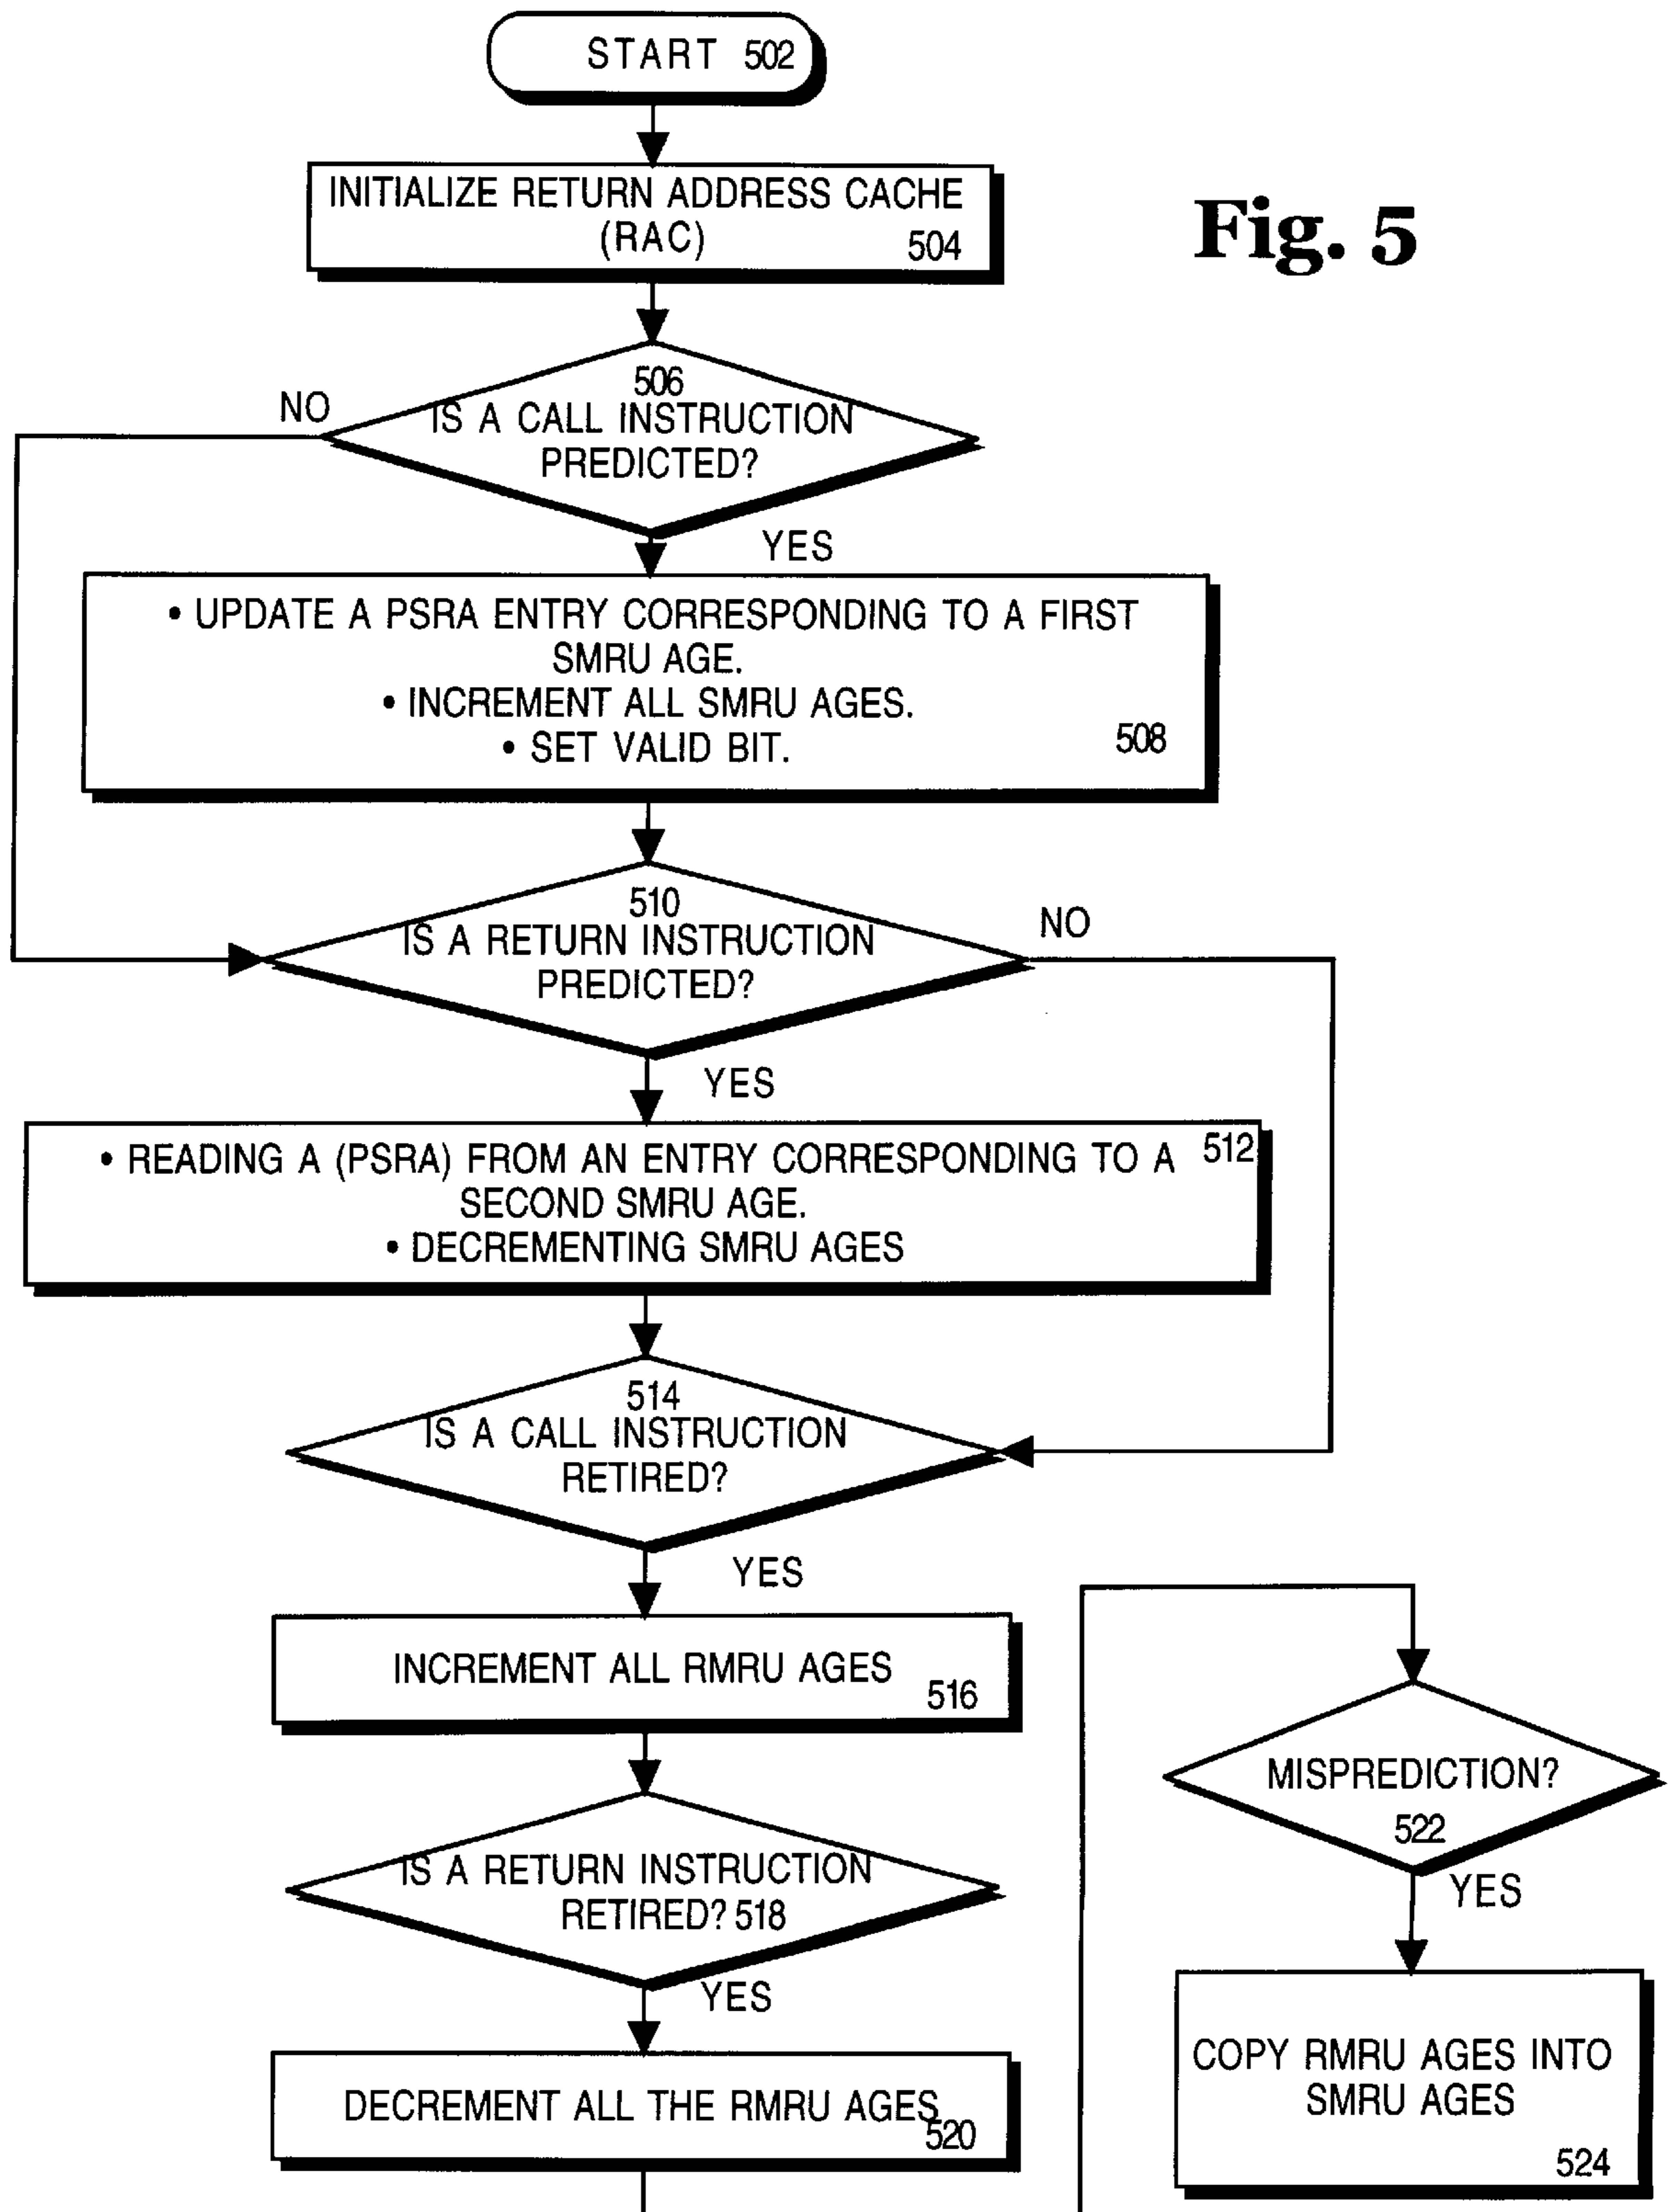 START 502
INITIALIZE RETURN ADDRESS CACHE
(RAC)
504
Fig. 5
506
IS A CALL INSTRUCTION
PREDICTED?
NO
YES
• UPDATE A PSRA ENTRY CORRESPONDING TO A FIRST
SMRU AGE.
• INCREMENT ALL SMRU AGES.
• SET VALID BIT.
508
510
IS A RETURN INSTRUCTION
PREDICTED?
NO
YES
• READING A (PSRA) FROM AN ENTRY CORRESPONDING TO A
SECOND SMRU AGE.
• DECREMENTING SMRU AGES
512
514
IS A CALL INSTRUCTION
RETIRED?
YES
INCREMENT ALL RMRU AGES
516
IS A RETURN INSTRUCTION
RETIRED? 518
YES
DECREMENT ALL THE RMRU AGES
520
MISPREDICTION?
522
YES
COPY RMRU AGES INTO
SMRU AGES
524